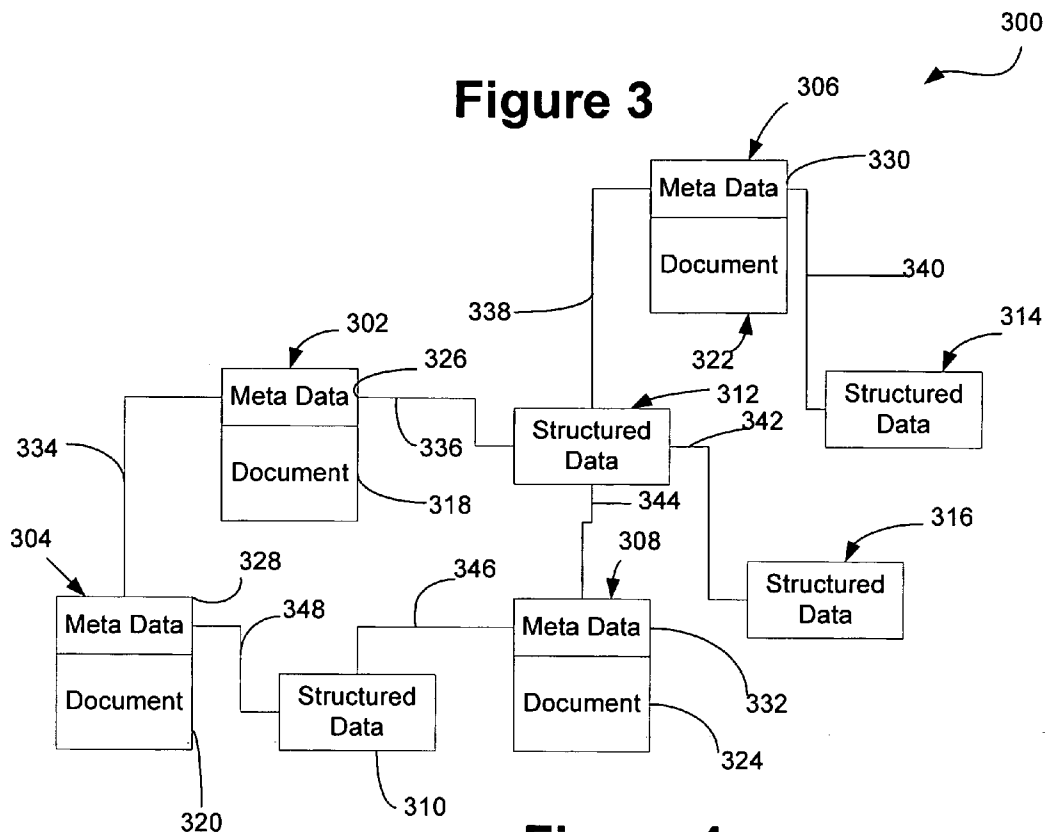 300
Figure 3
306
Meta Data
330
Document
340
338
322
314
302
326
312
Structured
Data
Meta Data
Structured
Data
342
334
336
Document
318
344
316
304
328
346
308
Structured
Data
348
Meta Data
Meta Data
Structured
Data
332
Document
Document
324
310
320